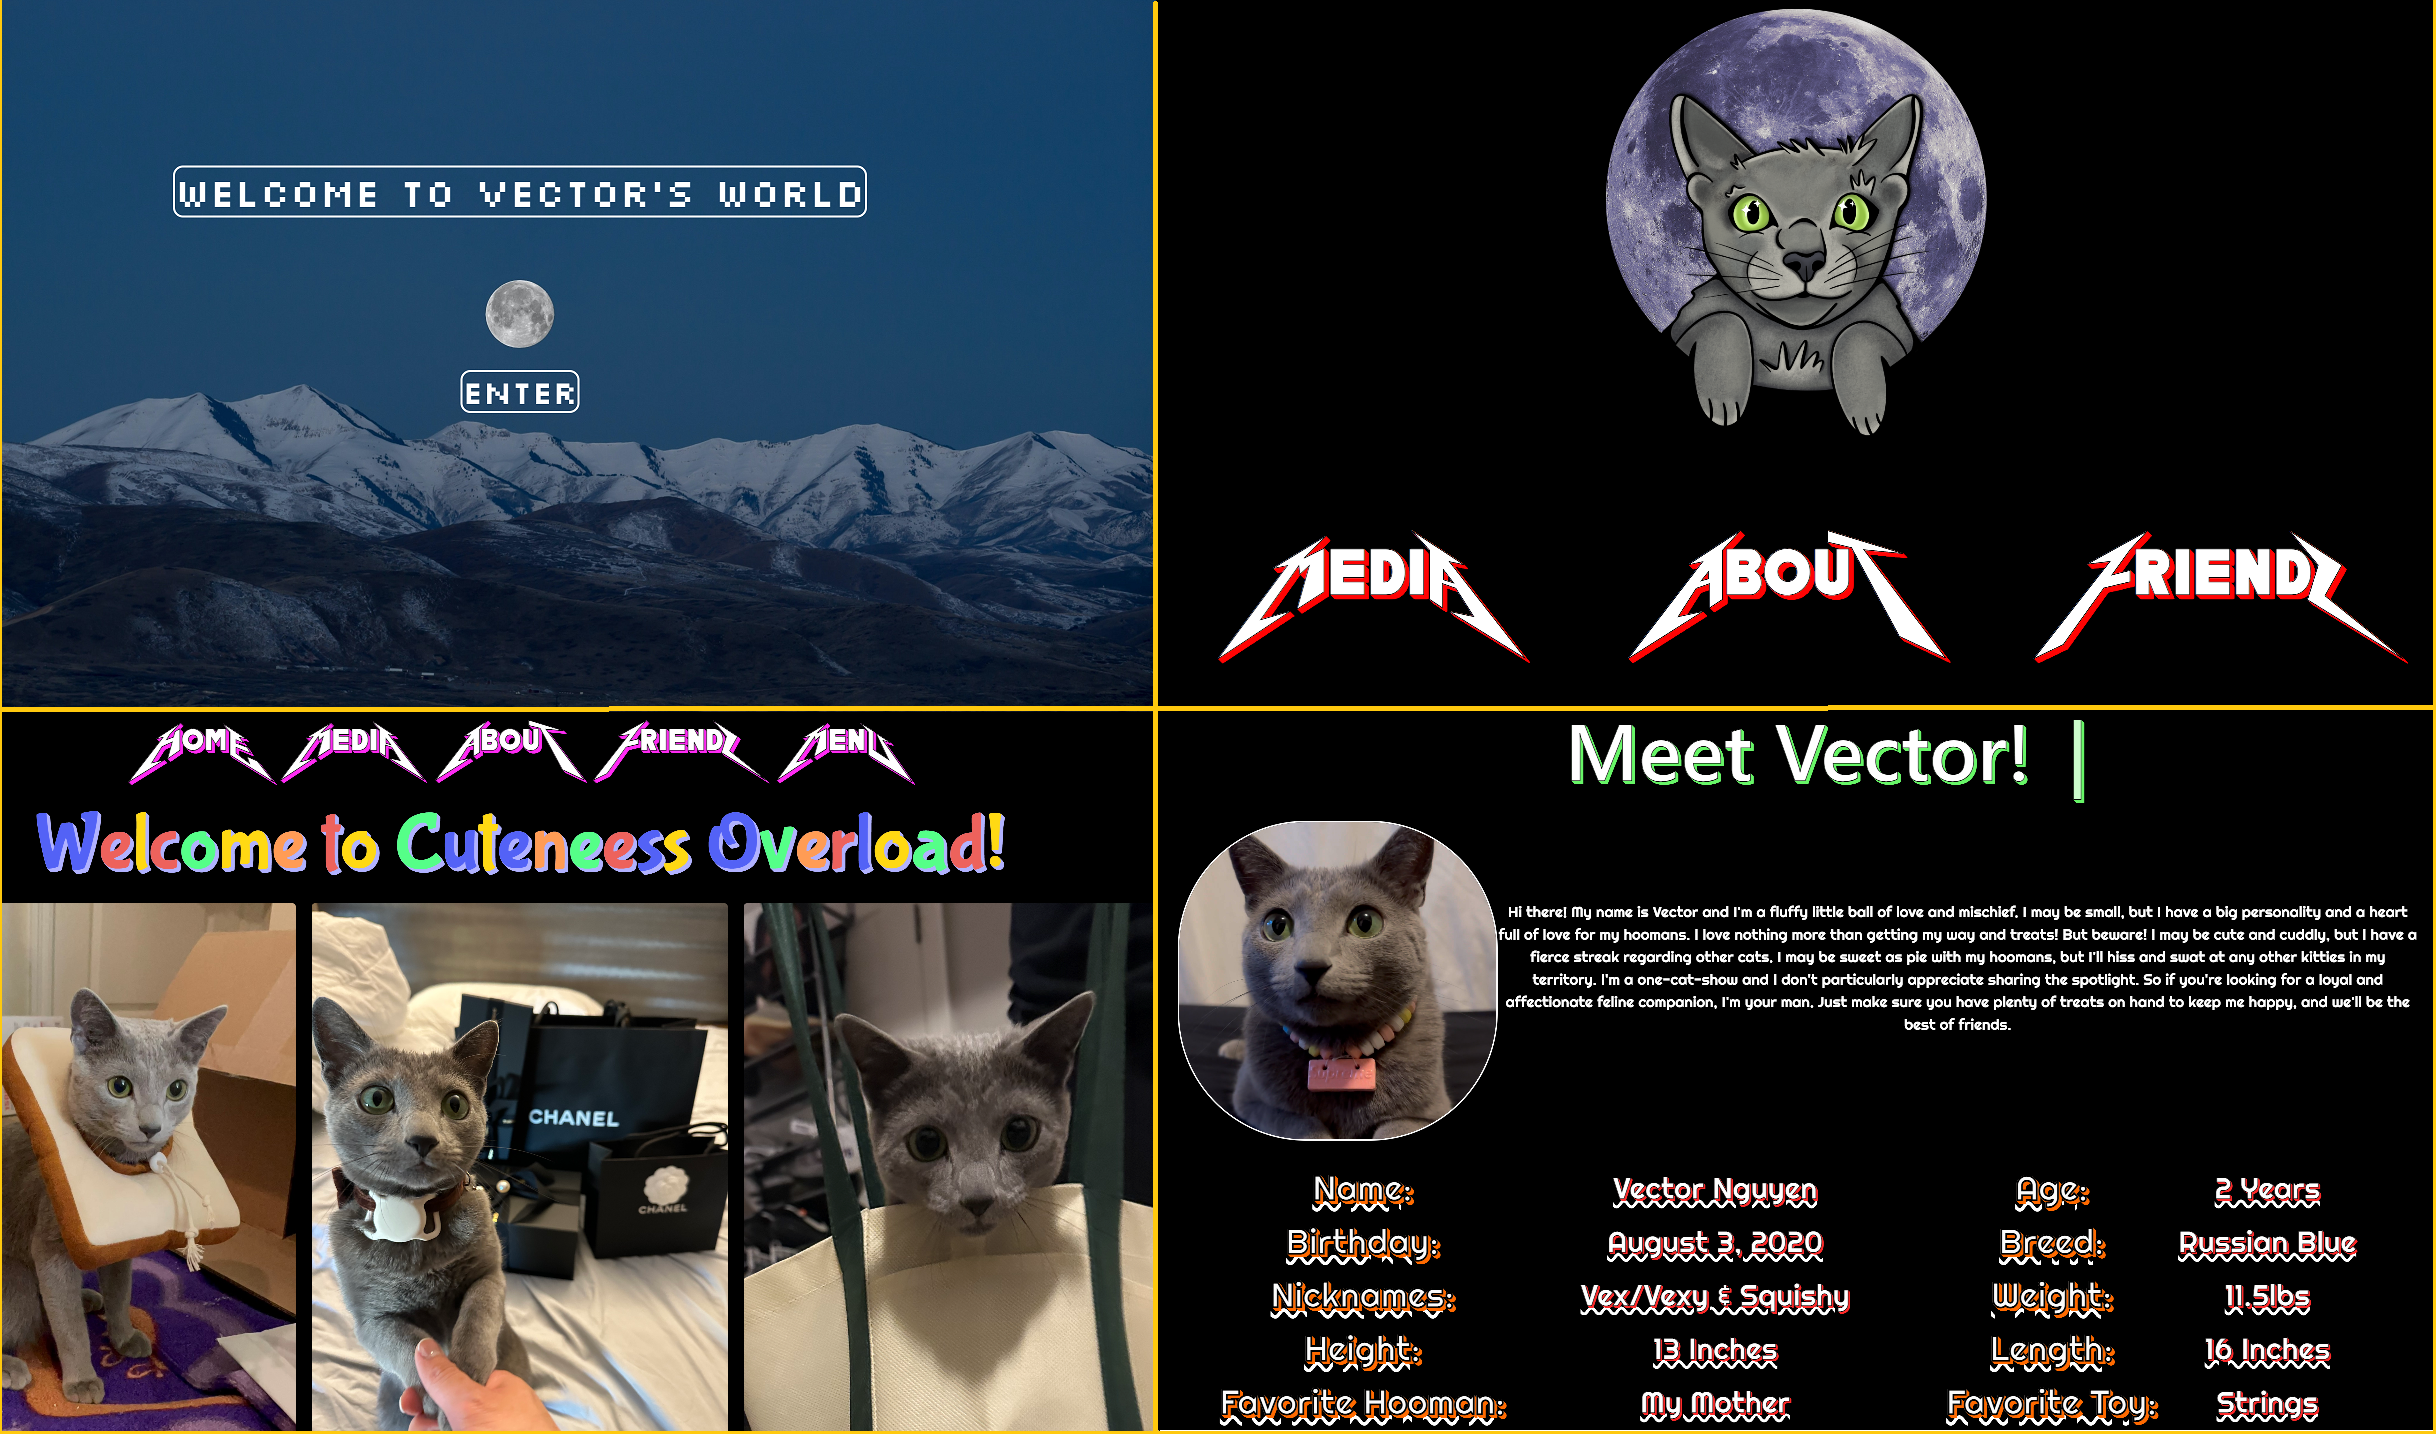 WELCOME TO VECTOR'S WORLD
ENTER
MEDIA ABOUT FRIENDZ
HOME MEDIA ABOUT FRIENDZ MENU
Welcome to Cuteneess Overload!
CHANEL
CHANEL
Meet Vector! |
Hi there! My name is Vector and I'm a fluffy little ball of love and mischief. I may be small, but I have a big personality and a heart
full of love for my hoomans. I love nothing more than getting my way and treats! But beware! I may be cute and cuddly, but I have a
fierce streak regarding other cats. I may be sweet as pie with my hoomans, but I'll hiss and swat at any other kitties in my
territory. I'm a one-cat-show and I don't particularly appreciate sharing the spotlight. So if you're looking for a loyal and
affectionate feline companion, I'm your man. Just make sure you have plenty of treats on hand to keep me happy, and we'll be the
best of friends.
Name: Vector Nguyen Age: 2 Years
Birthday: August 3, 2020 Breed: Russian Blue
Nicknames: Vex/Vexy & Squishy Weight: 11.5lbs
Height: 13 Inches Length: 16 Inches
Favorite Hooman: My Mother Favorite Toy: Strings